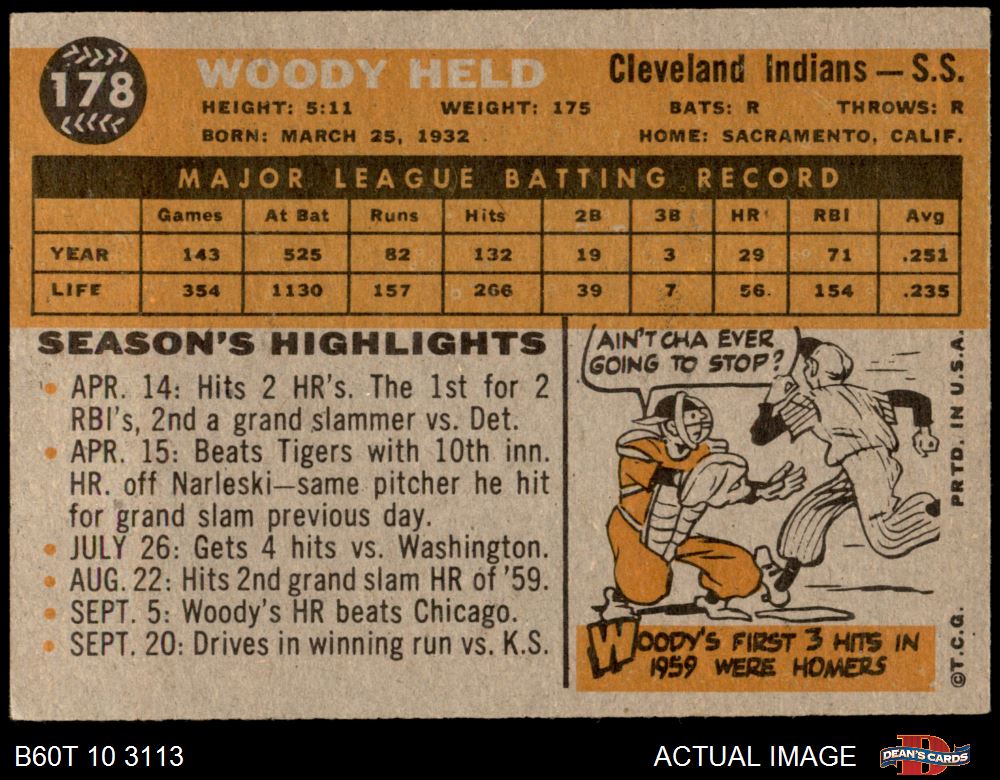 178
WOODY HELD
Cleveland Indians — S.S.
HEIGHT: 5:11 WEIGHT: 175 BATS: R THROWS: R
BORN: MARCH 25, 1932 HOME: SACRAMENTO, CALIF.
MAJOR LEAGUE BATTING RECORD
Games At Bat Runs Hits 2B 3B HR RBI Avg
YEAR 143 525 82 132 19 3 29 71 .251
LIFE 354 1130 157 266 39 7 56. 154 .235
SEASON'S HIGHLIGHTS
• APR. 14: Hits 2 HR's. The 1st for 2
RBI's, 2nd a grand slammer vs. Det.
• APR. 15: Beats Tigers with 10th inn.
HR. off Narleski—same pitcher he hit
for grand slam previous day.
• JULY 26: Gets 4 hits vs. Washington.
• AUG. 22: Hits 2nd grand slam HR of '59.
• SEPT. 5: Woody's HR beats Chicago.
• SEPT. 20: Drives in winning run vs. K.S.
AIN'T CHA EVER
GOING TO STOP?
WOODY'S FIRST 3 HITS IN
1959 WERE HOMERS
©T.C.G. PRTD. IN U.S.A.
B60T 10 3113
ACTUAL IMAGE
DEAN'S CARDS